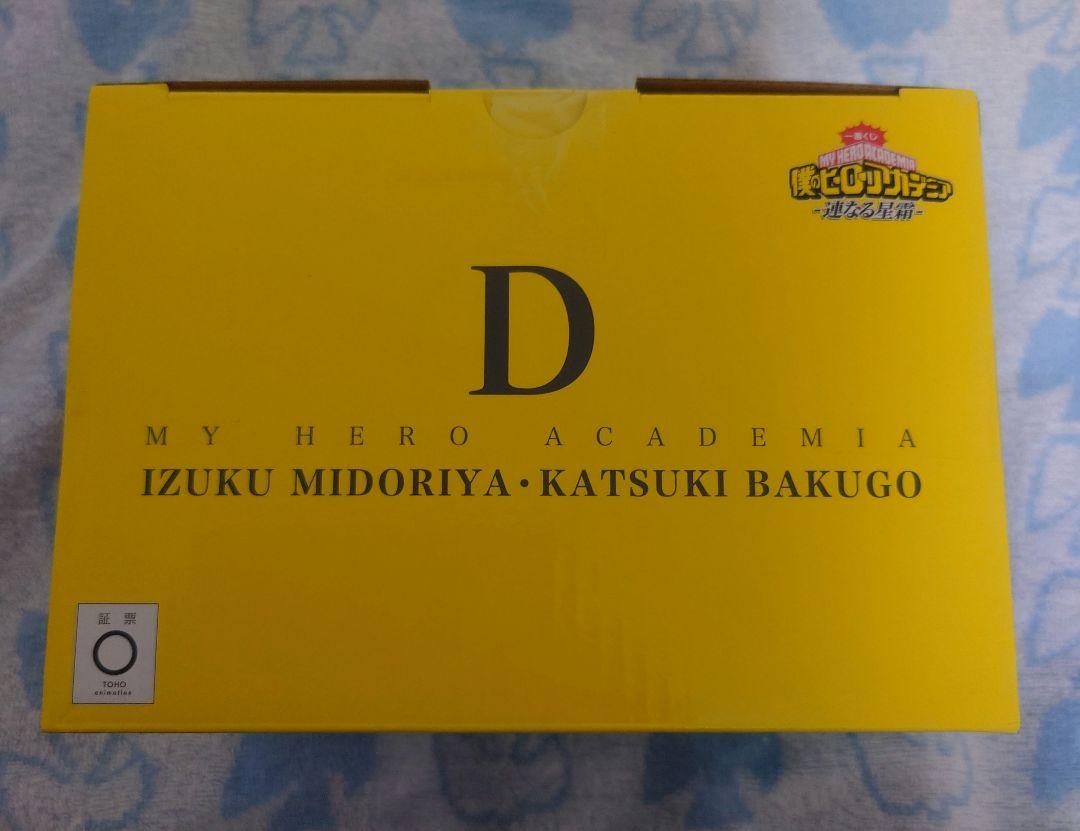 一番くじ
MY HERO ACADEMIA
僕のヒーローアカデミア
-連なる星霜-
D
MY HERO ACADEMIA
IZUKU MIDORIYA・KATSUKI BAKUGO
証票
TOHO
animation